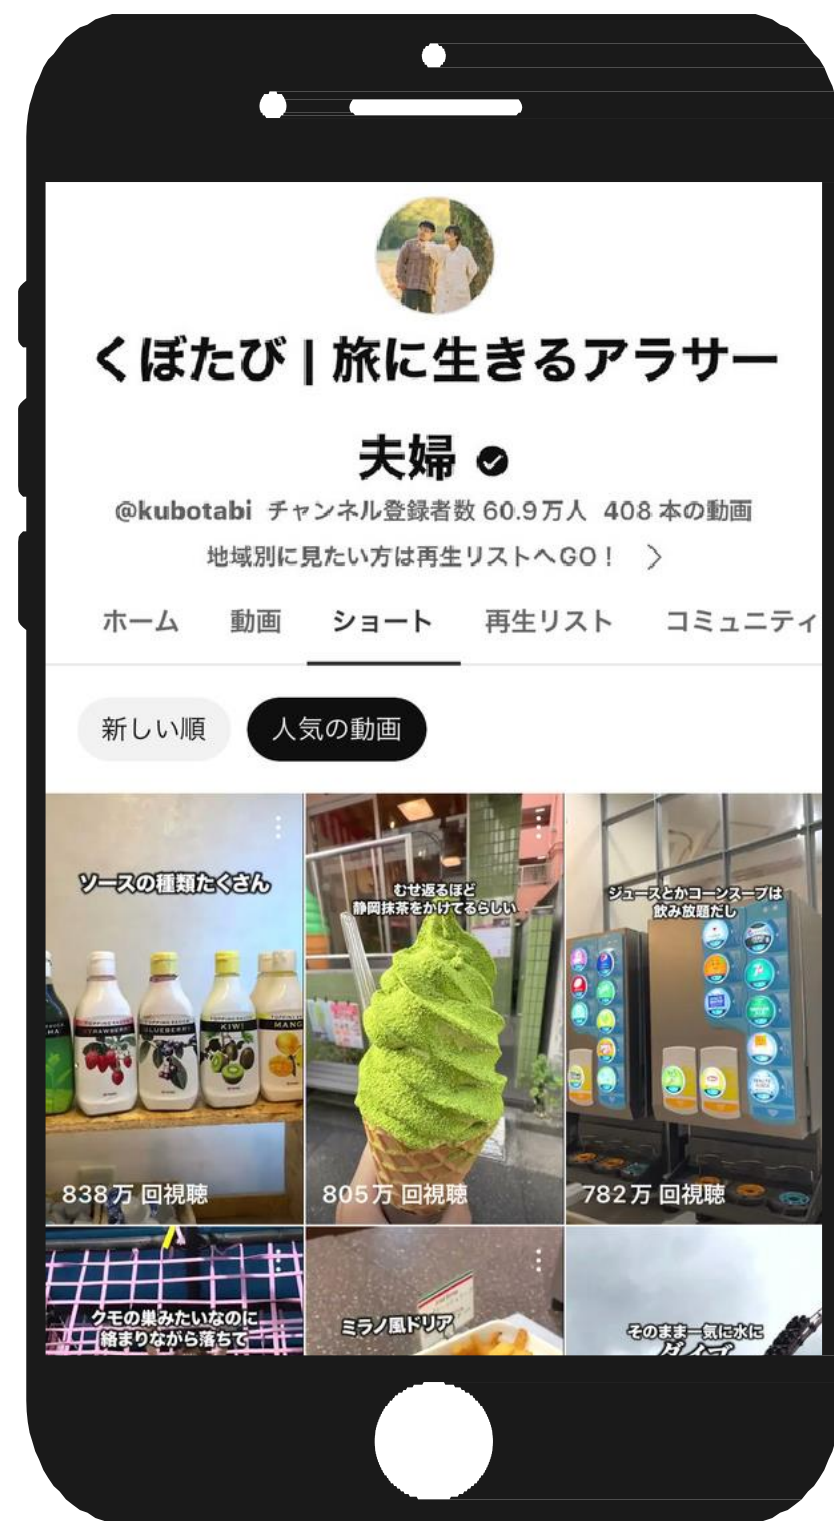 くぼたび | 旅に生きるアラサー
夫婦
@kubotabi チャンネル登録者数 60.9万人 408 本の動画
地域別に見たい方は再生リストへGO！
ホーム 動画 ショート 再生リスト コミュニティ
新しい順 人気の動画
ソースの種類たくさん
TOPPING SAUCE
STRAWBERRY
TOPPING SAUCE
BLUEBERRY
TOPPING SAUCE
KIWI
MANG
838万 回視聴
むせ返るほど
静岡抹茶をかけてるらしい
805万 回視聴
ジュースとかコーンスープは
飲み放題だし
782万 回視聴
クモの巣みたいなのに
絡まりながら落ちて
ミラノ風ドリア
そのまま一気に水に
ダイブ